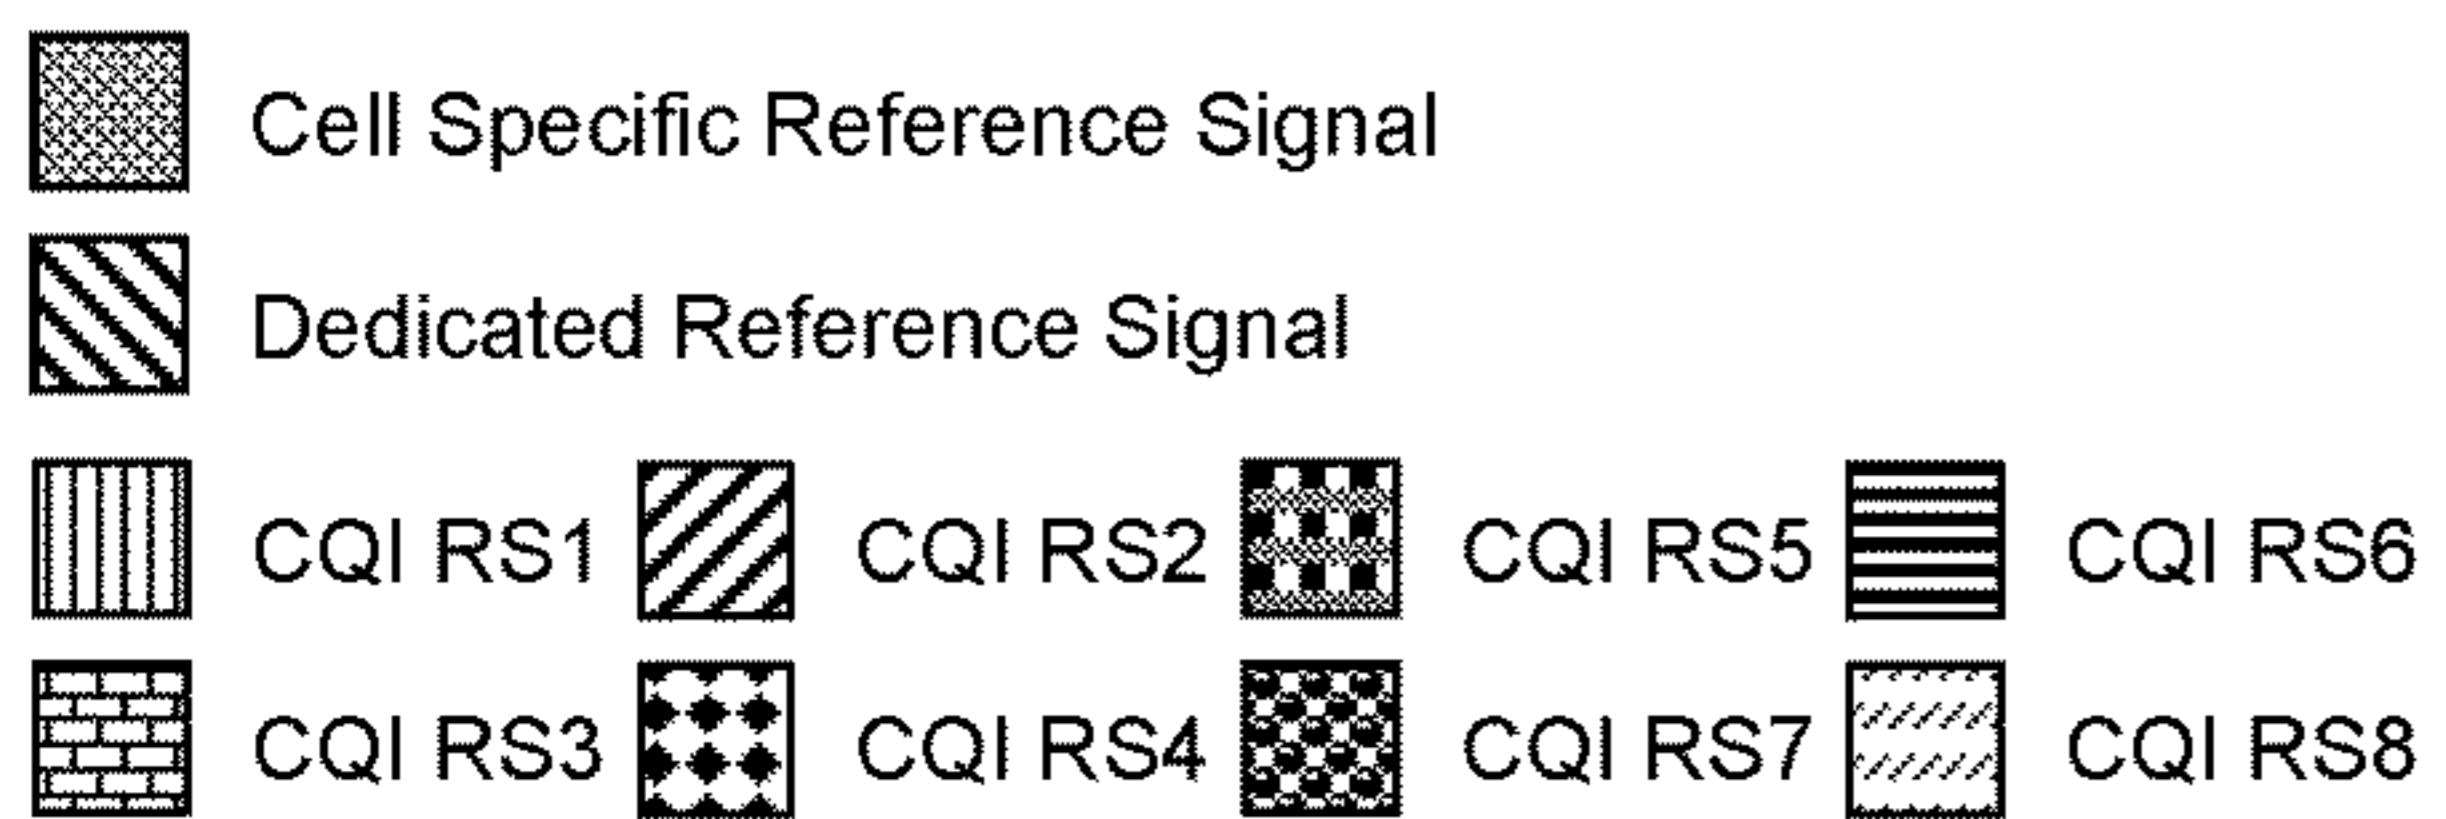 Cell Specific Reference Signal
Dedicated Reference Signal
CQI RS1 CQI RS2 CQI RS5 CQI RS6
CQI RS3 CQI RS4 CQI RS7 CQI RS8